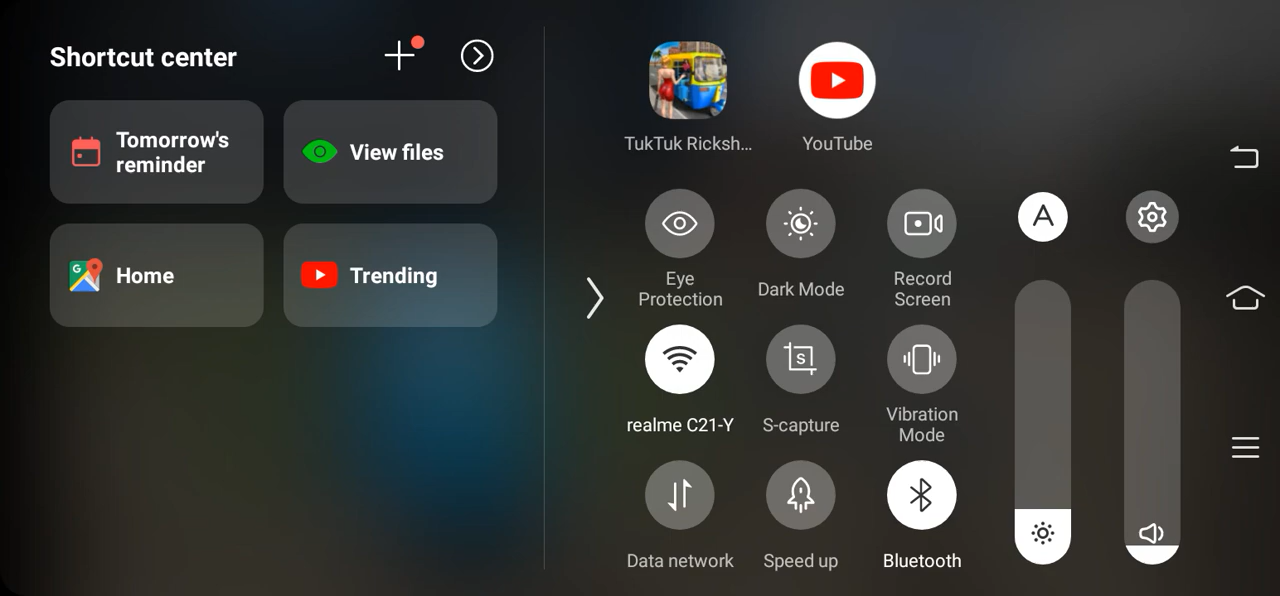 Shortcut center
Tomorrow's
reminder
View files
Home
Trending
TukTuk Ricksh...
YouTube
Eye
Protection
Dark Mode
Record
Screen
A
realme C21-Y
S-capture
Vibration
Mode
Data network
Speed up
Bluetooth